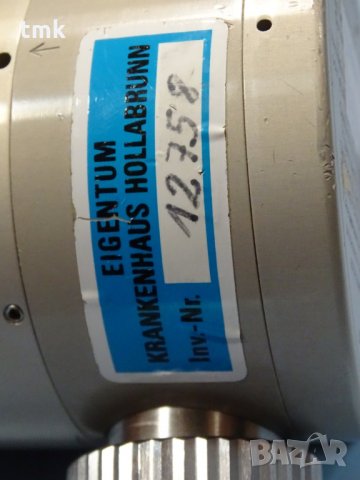 tmk
EIGENTUM
KRANKENHAUS HOLLABRUNN
Inv.-Nr. 12758
BAZAR